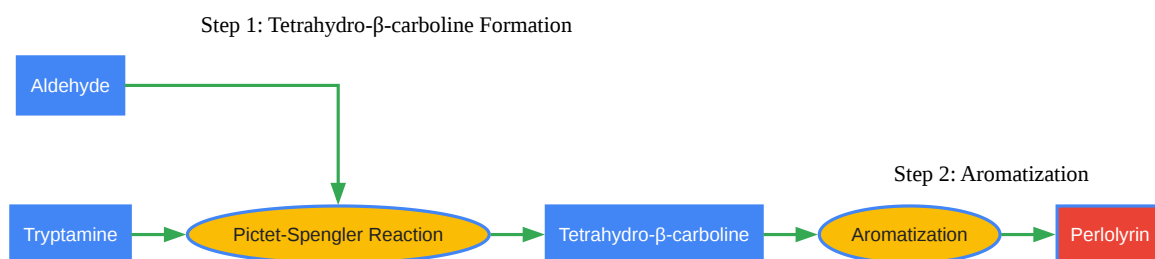 Step 1: Tetrahydro-β-carboline Formation
Aldehyde
Step 2: Aromatization
Tryptamine
Pictet-Spengler Reaction
Tetrahydro-β-carboline
Aromatization
Perlolyrin